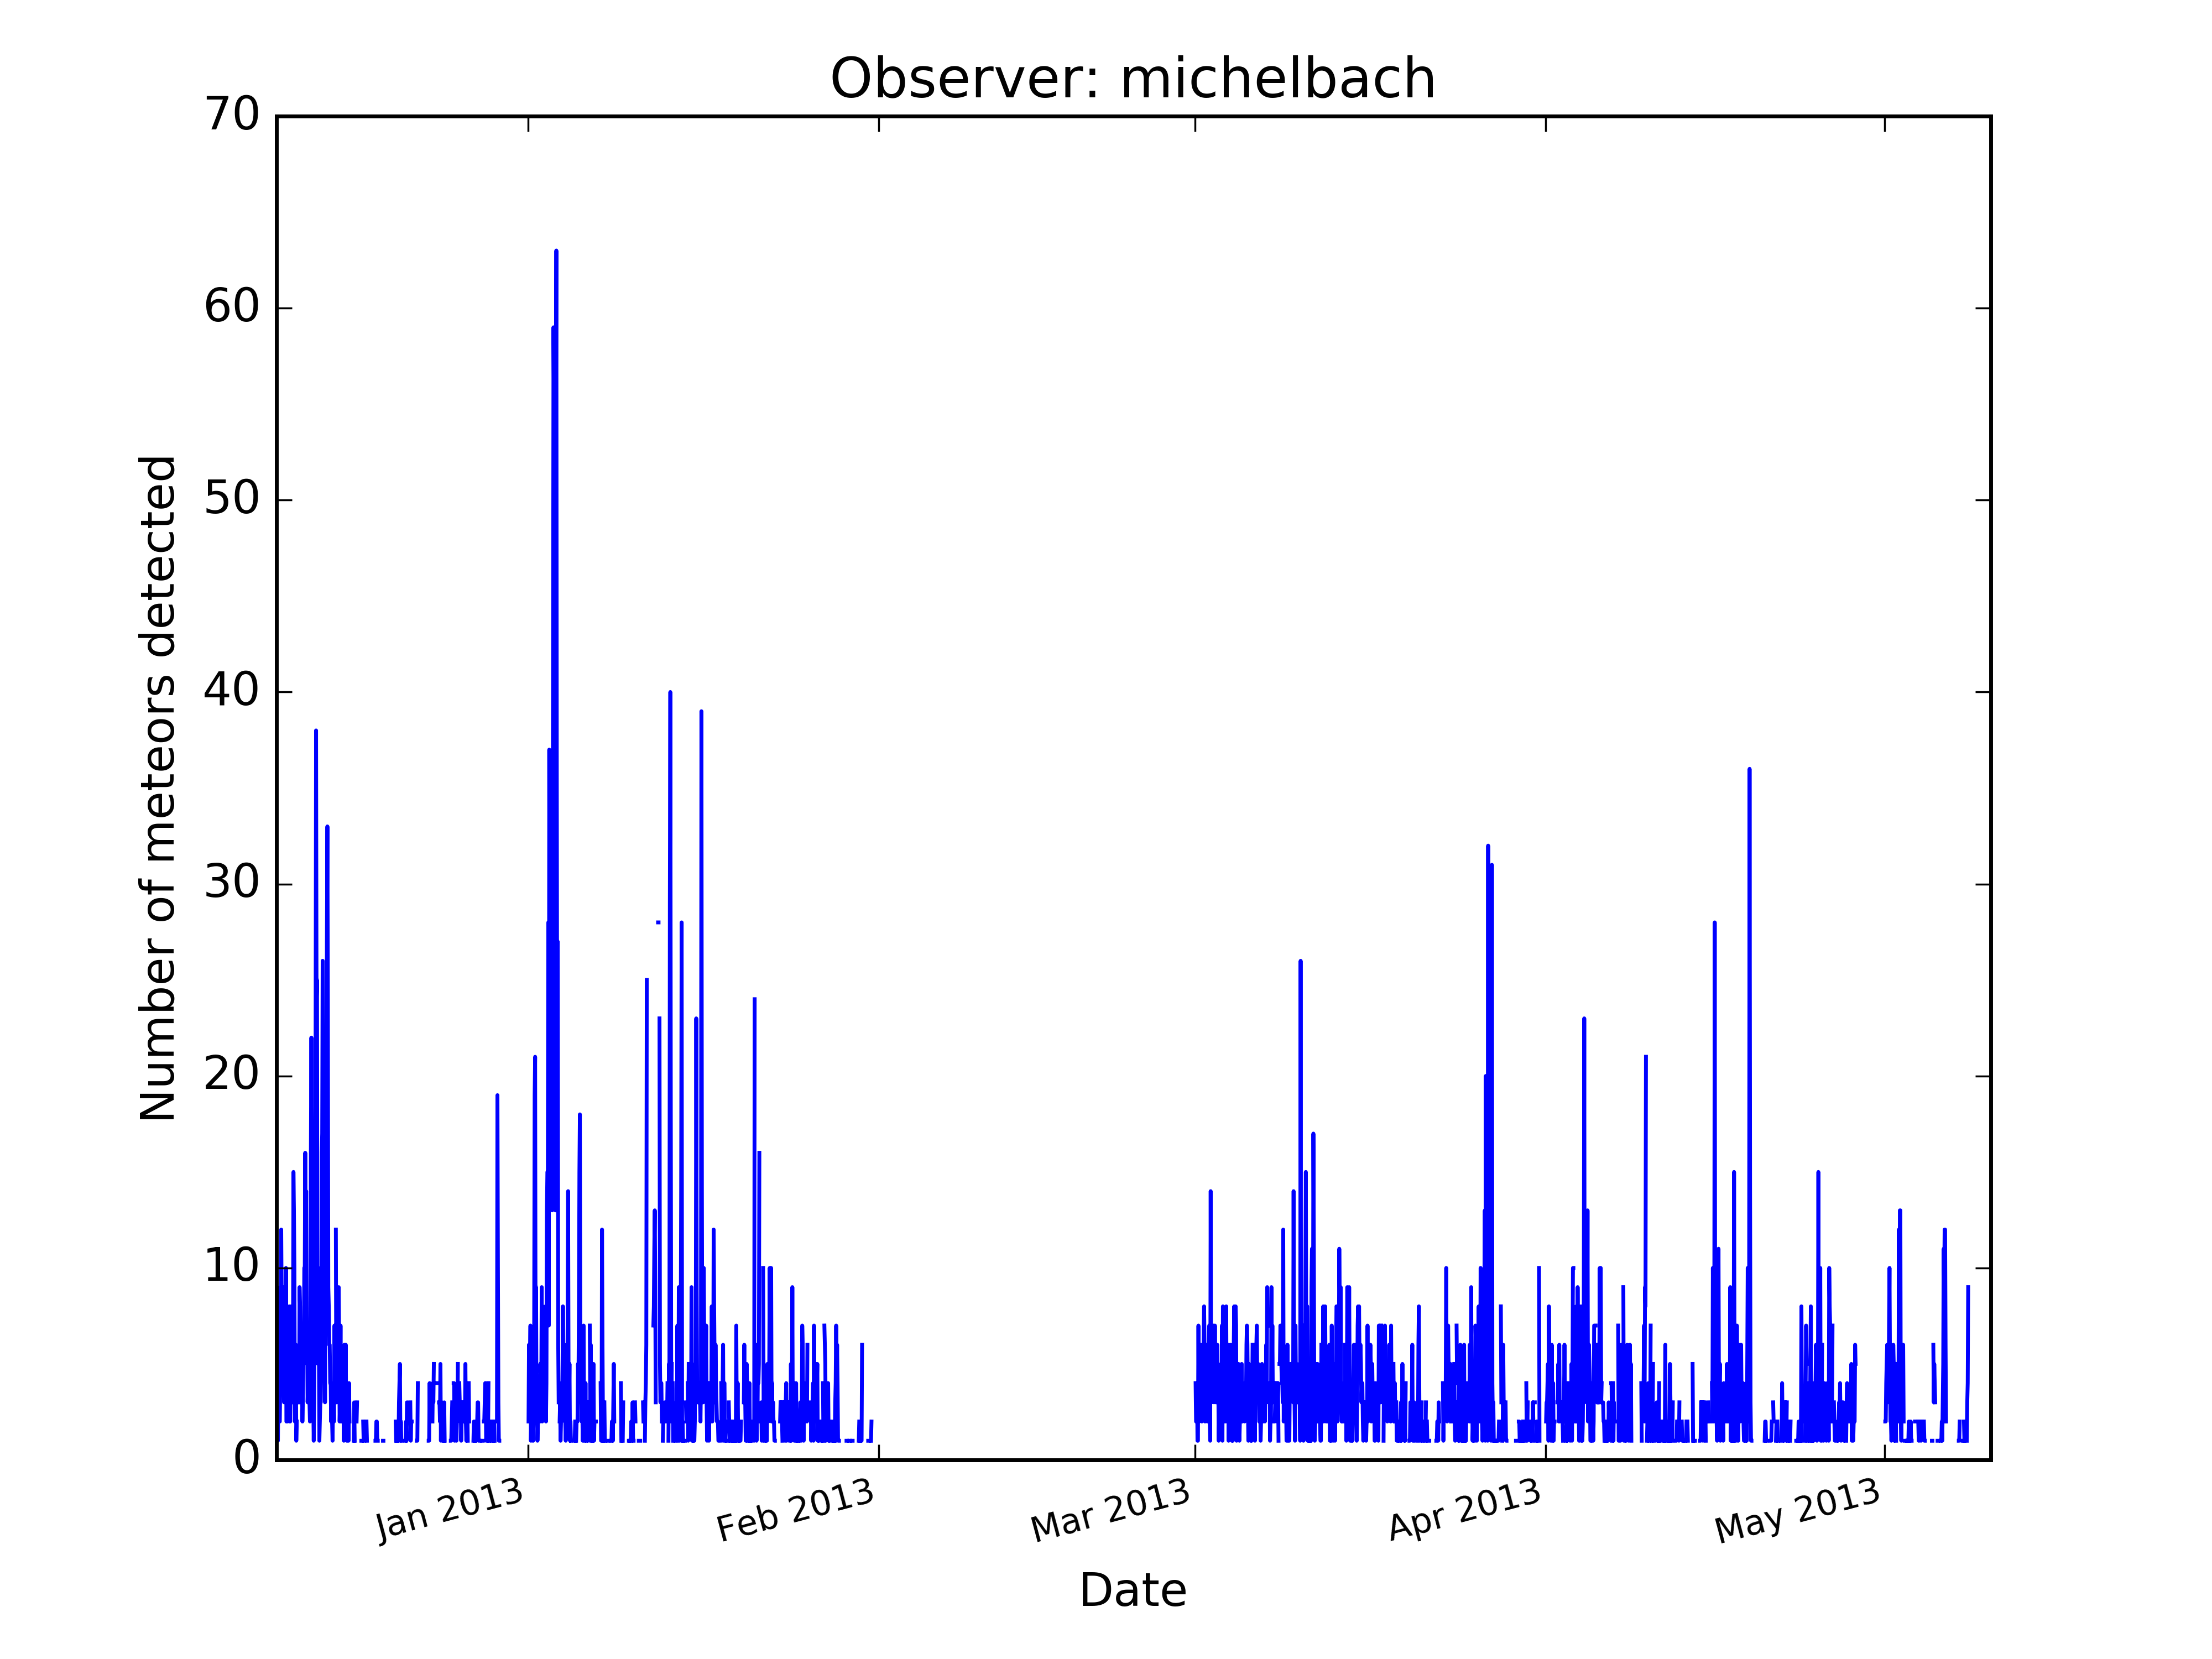 Observer: michelbach
70
60
50
40
30
20
10
0
Number of meteors detected
Jan 2013
Feb 2013
Mar 2013
Apr 2013
May 2013
Date